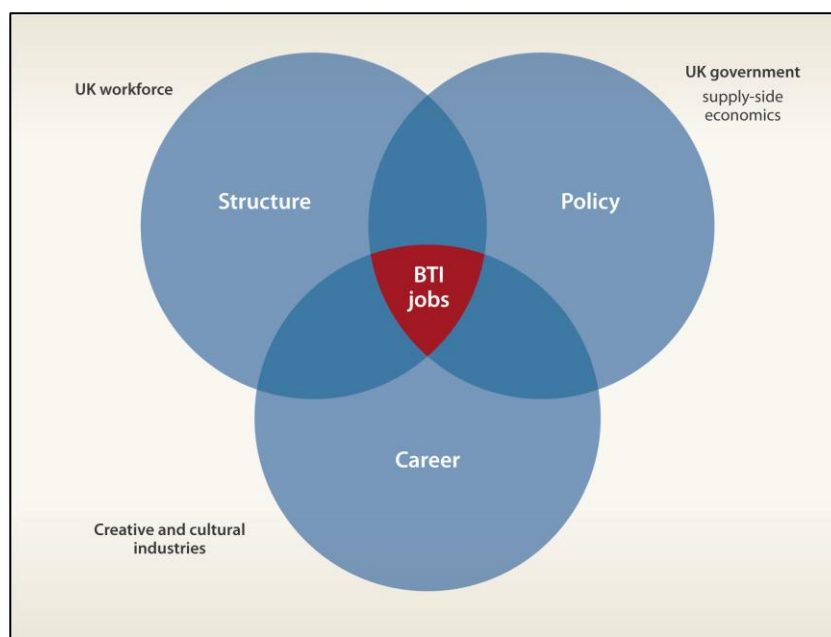 UK workforce
UK government
supply-side
economics
Structure
Policy
BTI
jobs
Career
Creative and cultural
industries